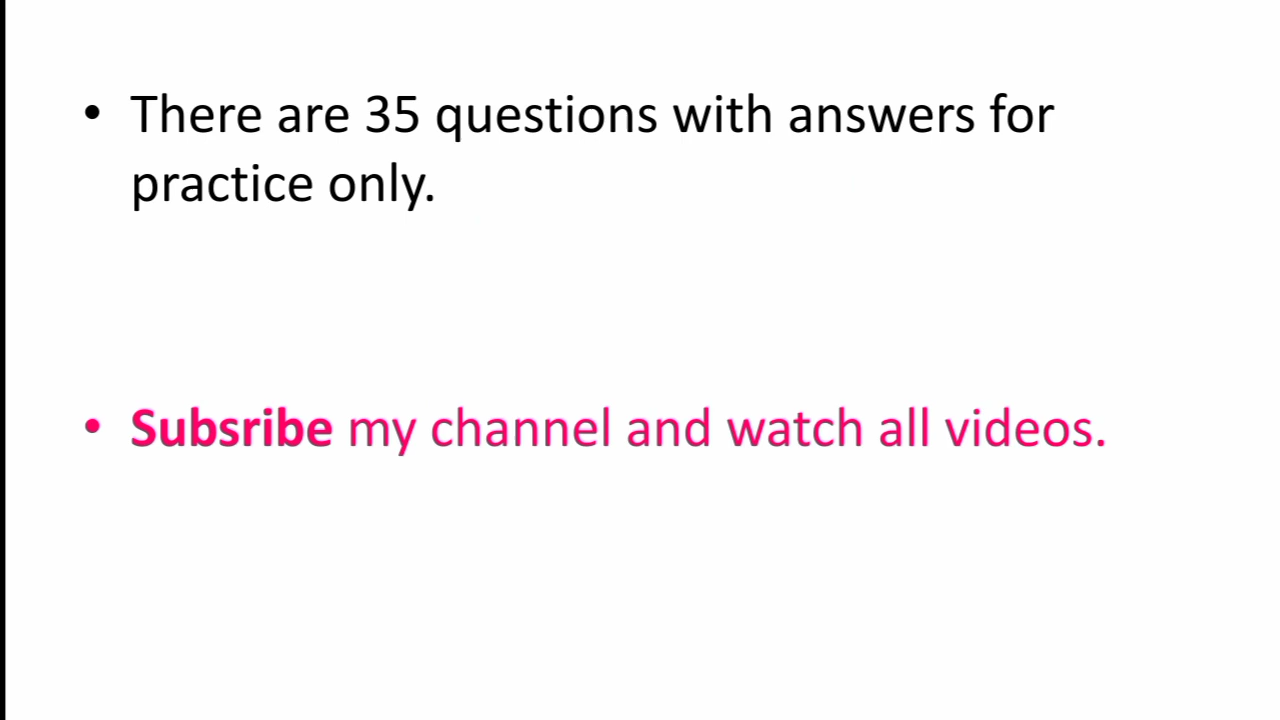 • There are 35 questions with answers for
practice only.
• Subsribe my channel and watch all videos.